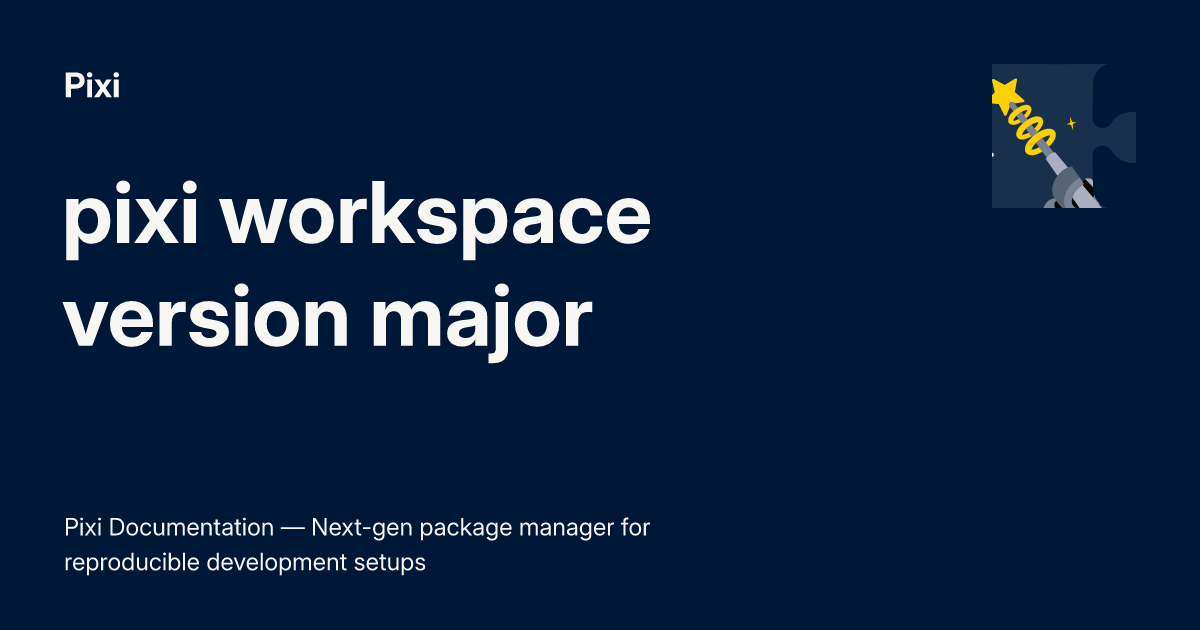 Pixi
pixi workspace
version major
Pixi Documentation — Next-gen package manager for
reproducible development setups